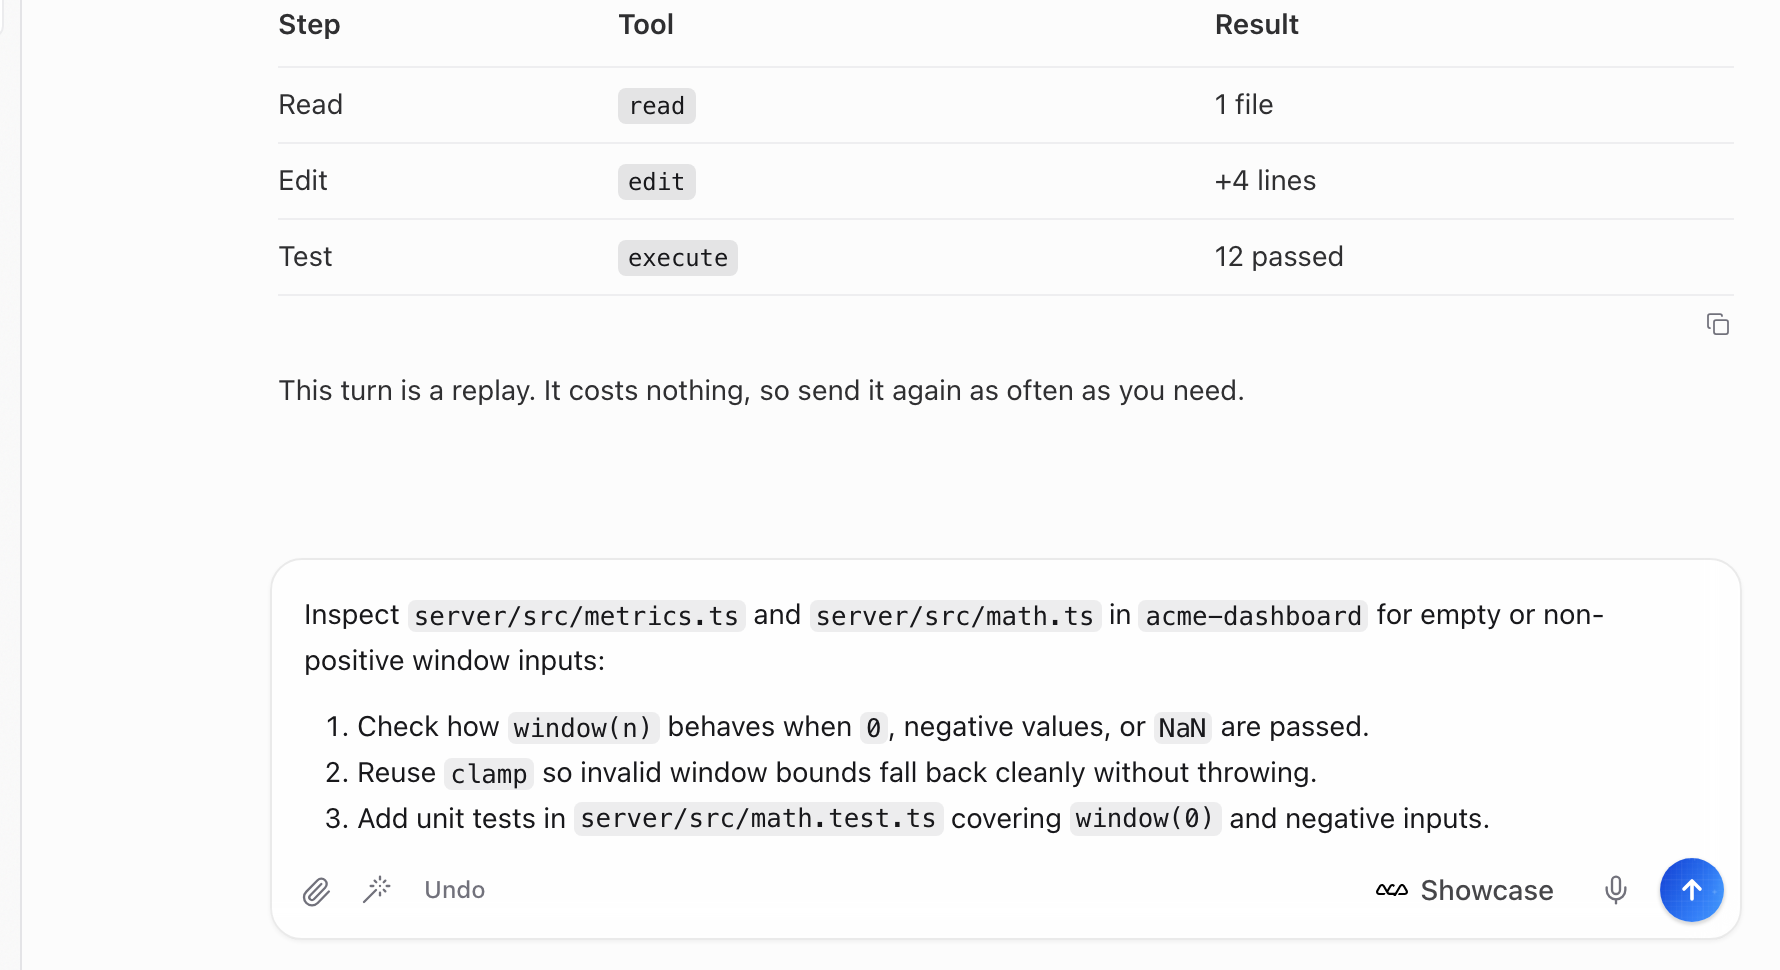 Step Tool Result
Read read 1 file
Edit edit +4 lines
Test execute 12 passed
This turn is a replay. It costs nothing, so send it again as often as you need.
Inspect server/src/metrics.ts and server/src/math.ts in acme-dashboard for empty or non-
positive window inputs:
1. Check how window(n) behaves when 0, negative values, or NaN are passed.
2. Reuse clamp so invalid window bounds fall back cleanly without throwing.
3. Add unit tests in server/src/math.test.ts covering window(0) and negative inputs.
Undo Showcase